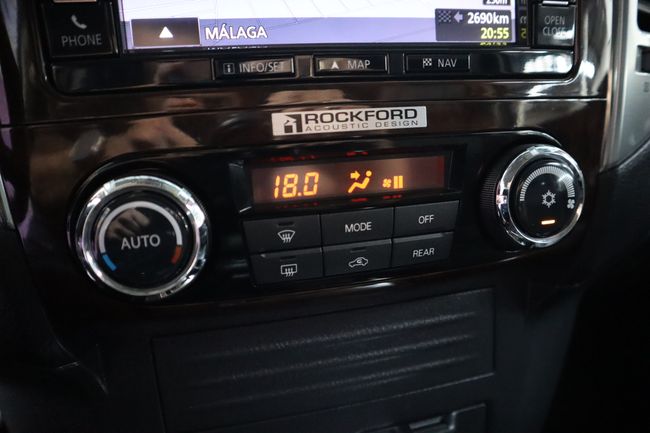 PHONE
MÁLAGA
2690km
20:55
OPEN
CLOSE
INFO/SET
MAP
NAV
ROCKFORD
ACOUSTIC DESIGN
18.0
AUTO
MODE
OFF
REAR